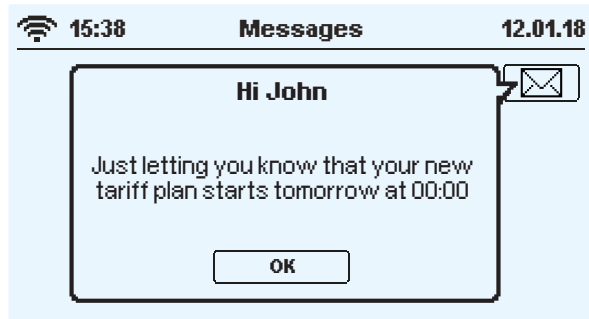 15:38 Messages 12.01.18
Hi John
Just letting you know that your new
tariff plan starts tomorrow at 00:00
OK